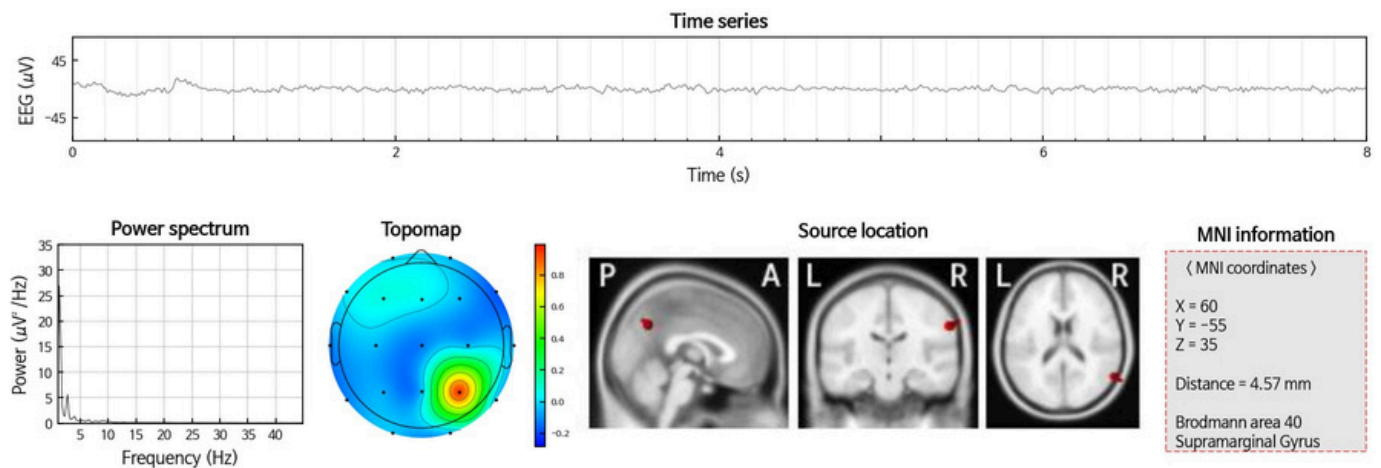 Time series
EEG (μV)
45
-45
0
2
4
6
8
Time (s)
Power spectrum
Power (μV²/Hz)
35
30
25
20
15
10
5
0
5 10 15 20 25 30 35 40
Frequency (Hz)
Topomap
0.8
0.6
0.4
0.2
0.0
−0.2
Source location
P A
L R
L R
MNI information
〈 MNI coordinates 〉
X = 60
Y = −55
Z = 35
Distance = 4.57 mm
Brodmann area 40
Supramarginal Gyrus